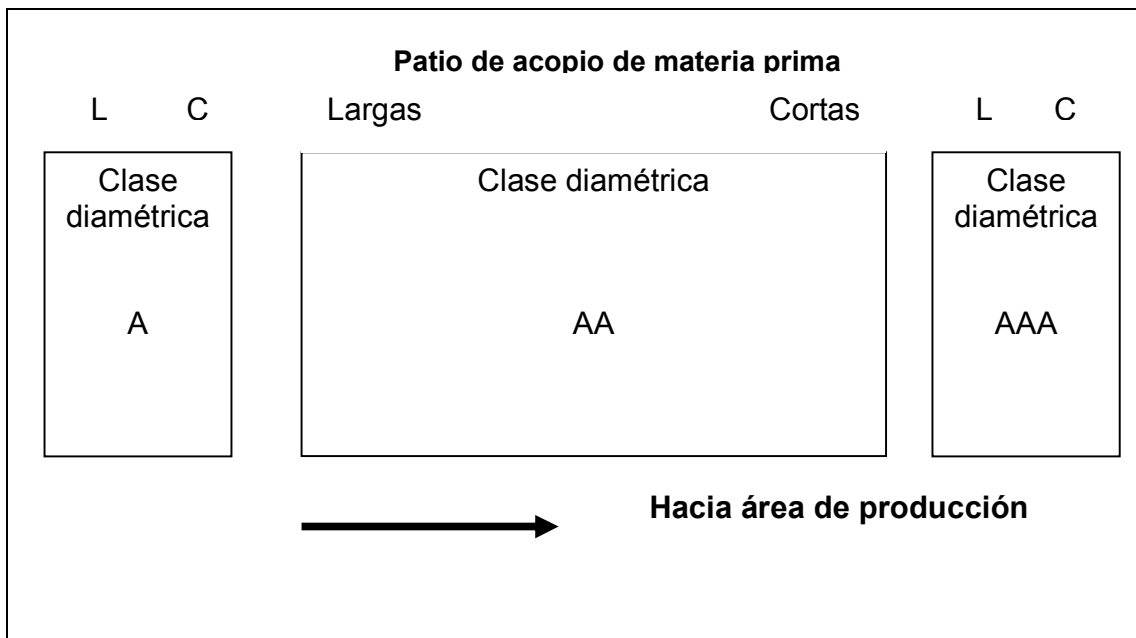 Patio de acopio de materia prima
L C Largas Cortas L C
Clase diamétrica
A
Clase diamétrica
AA
Clase diamétrica
AAA
Hacia área de producción